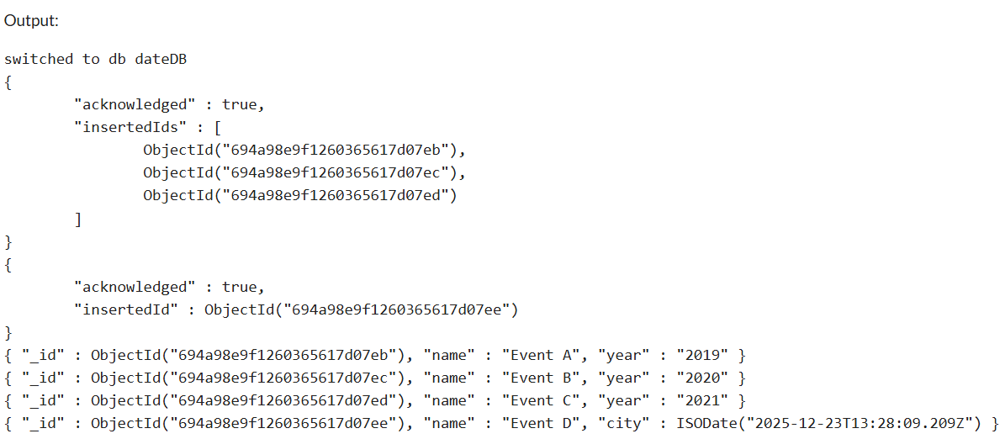 Output:
switched to db dateDB
{
        "acknowledged" : true,
        "insertedIds" : [
                ObjectId("694a98e9f1260365617d07eb"),
                ObjectId("694a98e9f1260365617d07ec"),
                ObjectId("694a98e9f1260365617d07ed")
        ]
}
{
        "acknowledged" : true,
        "insertedId" : ObjectId("694a98e9f1260365617d07ee")
}
{ "_id" : ObjectId("694a98e9f1260365617d07eb"), "name" : "Event A", "year" : "2019" }
{ "_id" : ObjectId("694a98e9f1260365617d07ec"), "name" : "Event B", "year" : "2020" }
{ "_id" : ObjectId("694a98e9f1260365617d07ed"), "name" : "Event C", "year" : "2021" }
{ "_id" : ObjectId("694a98e9f1260365617d07ee"), "name" : "Event D", "city" : ISODate("2025-12-23T13:28:09.209Z") }